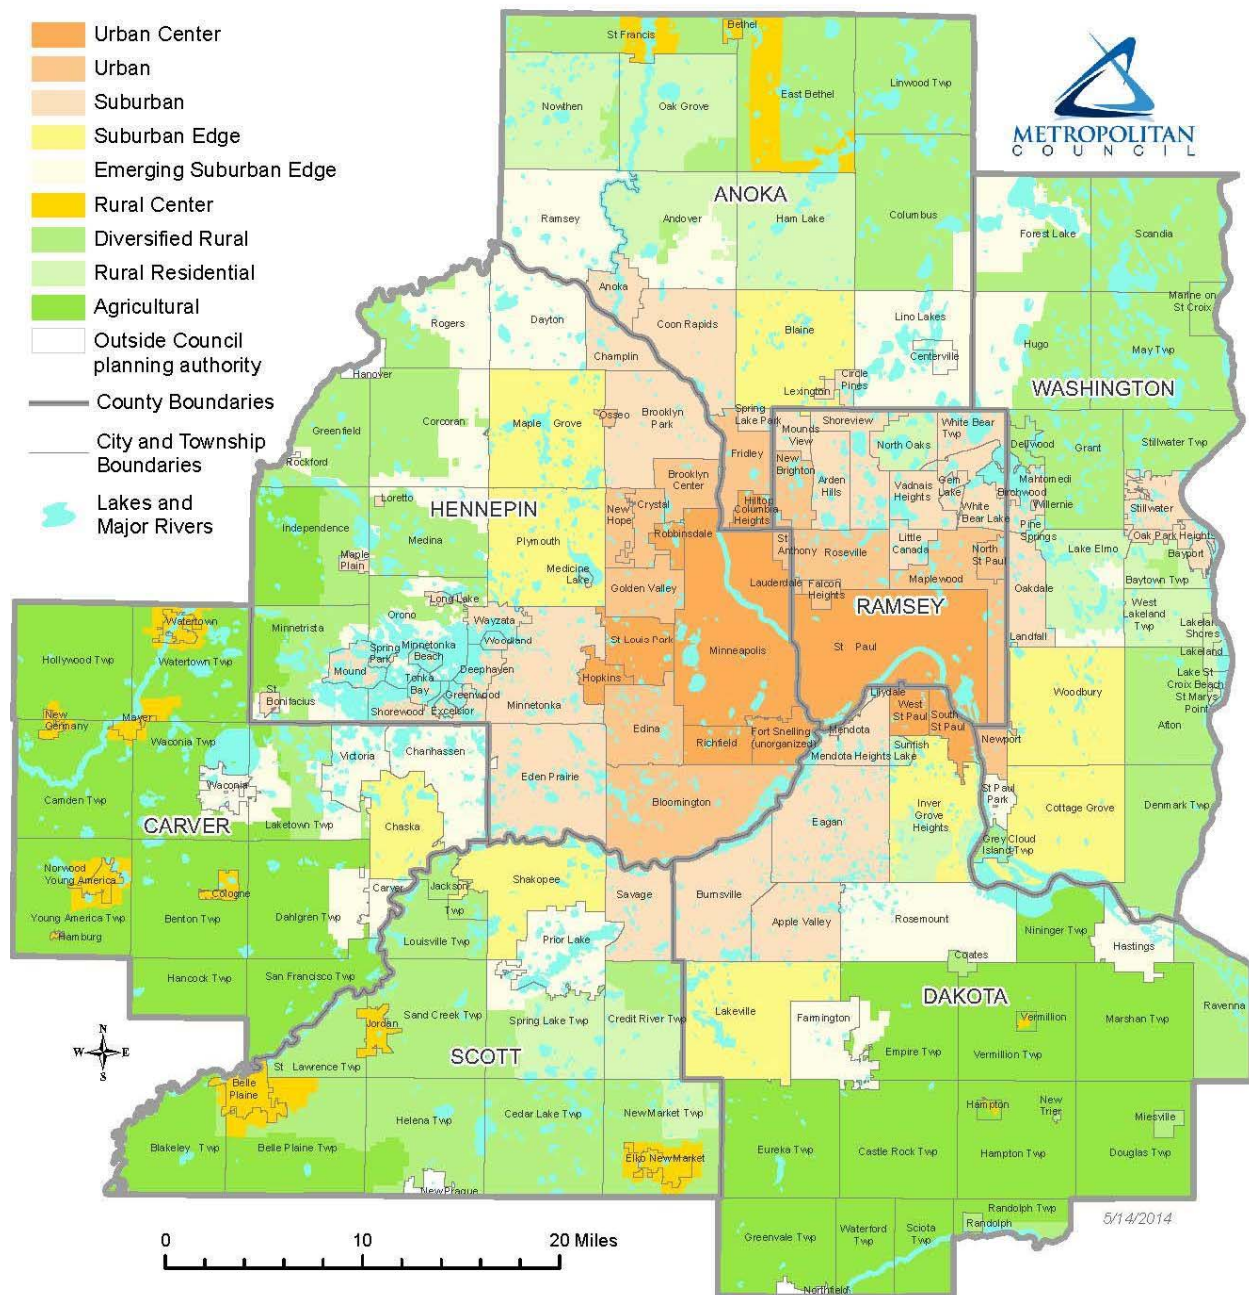 Urban Center
Urban
Suburban
Suburban Edge
Emerging Suburban Edge
Rural Center
Diversified Rural
Rural Residential
Agricultural
Outside Council
planning authority
County Boundaries
City and Township
Boundaries
Lakes and
Major Rivers
METROPOLITAN
COUNCIL
St Francis
Bethel
Nowthen
Oak Grove
East Bethel
Linwood Twp
ANOKA
Ramsey
Andover
Ham Lake
Columbus
Forest Lake
Scandia
Marine on
St Croix
Anoka
Rogers
Dayton
Coon Rapids
Blaine
Lino Lakes
Centerville
Hugo
May Twp
Champlin
Circle
Pines
Lexington
WASHINGTON
Hanover
Greenfield
Corcoran
Maple Grove
Osseo
Brooklyn
Park
Spring
Lake Park
Mounds
View
Shoreview
White Bear
Twp
North Oaks
Dellwood
Grant
Stillwater Twp
Rockford
Loretto
HENNEPIN
Brooklyn
Center
Fridley
New
Brighton
Arden
Hills
Vadnais
Heights
Gem
Lake
White
Bear Lake
Mahtomedi
Birchwood
Willernie
Stillwater
Independence
Medina
Plymouth
New
Hope
Crystal
Robbinsdale
Hilltop
Columbia
Heights
St
Anthony
Roseville
Little
Canada
North
St Paul
Pine
Springs
Lake Elmo
Oak Park Heights
Bayport
Maple
Plain
Medicine
Lake
Golden Valley
Lauderdale
Falcon
Heights
Maplewood
Oakdale
Baytown Twp
Long Lake
Orono
Wayzata
Woodland
RAMSEY
West
Lakeland
Twp
Lakeland
Shores
Lakeland
Landfall
Watertown
Minnetrista
Hollywood Twp
Watertown Twp
Mound
Spring
Park
Minnetonka
Beach
Tonka
Bay
Deephaven
Greenwood
Excelsior
Shorewood
Minnetonka
St Louis Park
Hopkins
Minneapolis
St Paul
Woodbury
Lake St
Croix Beach
St Marys
Point
Afton
St
Bonifacius
New
Germany
Mayer
Waconia Twp
Victoria
Chanhassen
Edina
Richfield
Fort Snelling
(unorganized)
Lilydale
Mendota
West
St Paul
South
St Paul
Mendota Heights
Sunfish
Lake
Newport
Camden Twp
Waconia
Laketown Twp
CARVER
Eden Prairie
Bloomington
Eagan
Inver
Grove
Heights
St Paul
Park
Cottage Grove
Denmark Twp
Grey Cloud
Island Twp
Chaska
Norwood
Young America
Young America Twp
Hamburg
Cologne
Benton Twp
Dahlgren Twp
Carver
Jackson
Twp
Shakopee
Savage
Burnsville
Apple Valley
Rosemount
Nininger Twp
Hastings
Louisville Twp
Prior Lake
Hancock Twp
San Francisco Twp
Coates
Sand Creek Twp
Spring Lake Twp
Credit River Twp
Lakeville
Farmington
DAKOTA
Vermillion
Marshan Twp
Ravenna
Jordan
SCOTT
Empire Twp
Vermillion Twp
St Lawrence Twp
Belle
Plaine
Helena Twp
Cedar Lake Twp
New Market Twp
Hampton
New
Trier
Miesville
Blakeley Twp
Belle Plaine Twp
Elko New Market
Eureka Twp
Castle Rock Twp
Hampton Twp
Douglas Twp
New Prague
Randolph Twp
Randolph
Greenvale Twp
Waterford
Twp
Sciota
Twp
Northfield
5/14/2014
N
W E
S
0 10 20 Miles